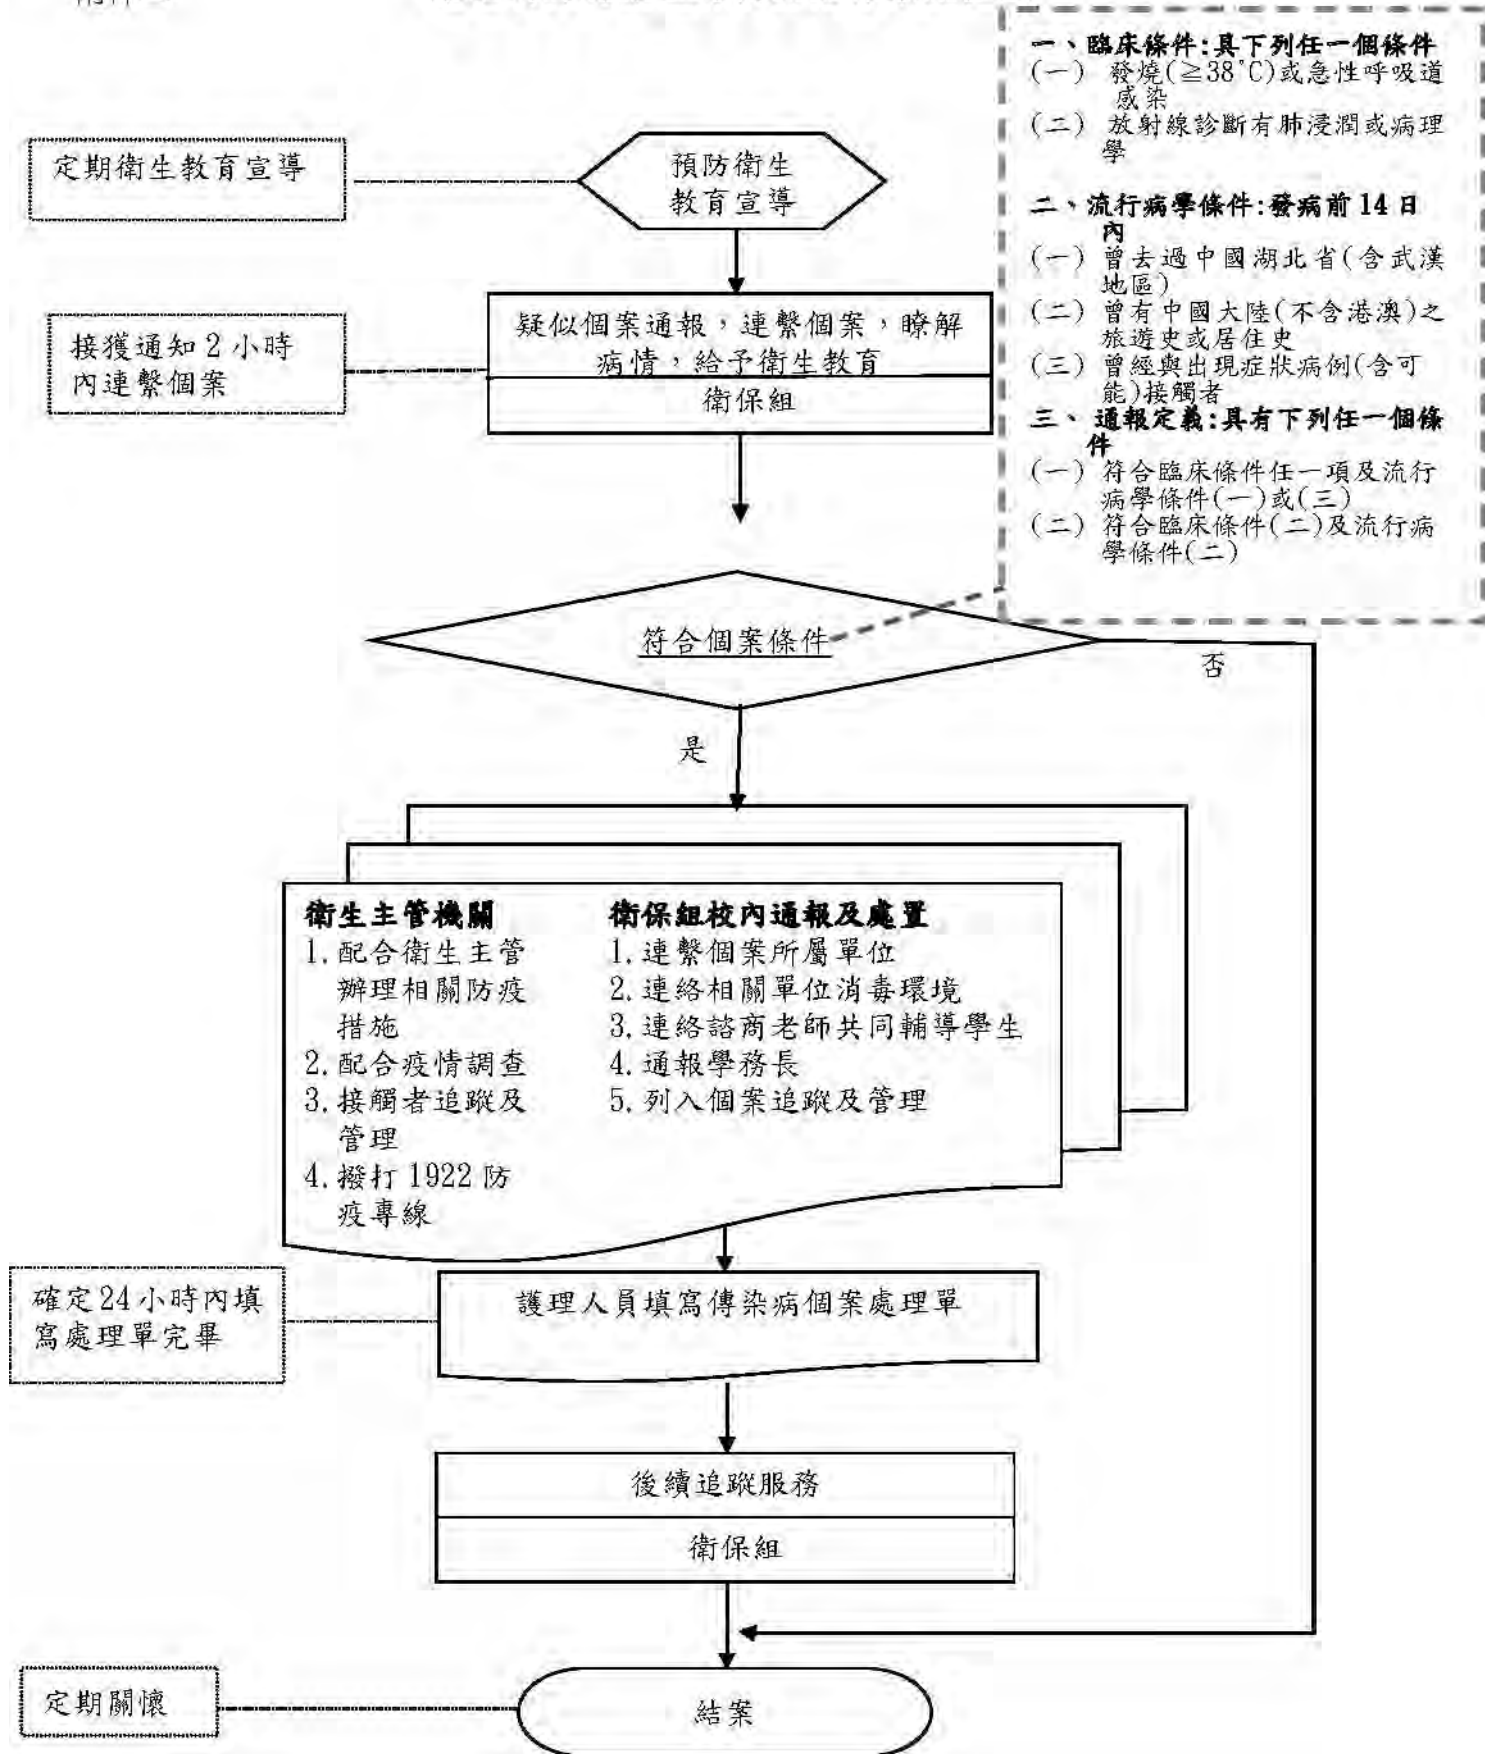 一、臨床條件:具下列任一個條件
(一) 發燒(≧38℃)或急性呼吸道
感染
(二) 放射線診斷有肺浸潤或病理
學
二、流行病學條件:發病前14日
內
(一) 曾去過中國湖北省(含武漢
地區)
(二) 曾有中國大陸(不含港澳)之
旅遊史或居住史
(三) 曾經與出現症狀病例(含可
能)接觸者
三、通報定義:具有下列任一個條
件
(一) 符合臨床條件任一項及流行
病學條件(一)或(三)
(二) 符合臨床條件(二)及流行病
學條件(二)
定期衛生教育宣導
預防衛生
教育宣導
接獲通知2小時
內連繫個案
疑似個案通報，連繫個案，瞭解
病情，給予衛生教育
衛保組
符合個案條件
否
是
衛生主管機關
1.配合衛生主管
辦理相關防疫
措施
2.配合疫情調查
3.接觸者追蹤及
管理
4.撥打1922防
疫專線
衛保組校內通報及處置
1.連繫個案所屬單位
2.連絡相關單位消毒環境
3.連絡諮商老師共同輔導學生
4.通報學務長
5.列入個案追蹤及管理
確定24小時內填
寫處理單完畢
護理人員填寫傳染病個案處理單
後續追蹤服務
衛保組
定期關懷
結案